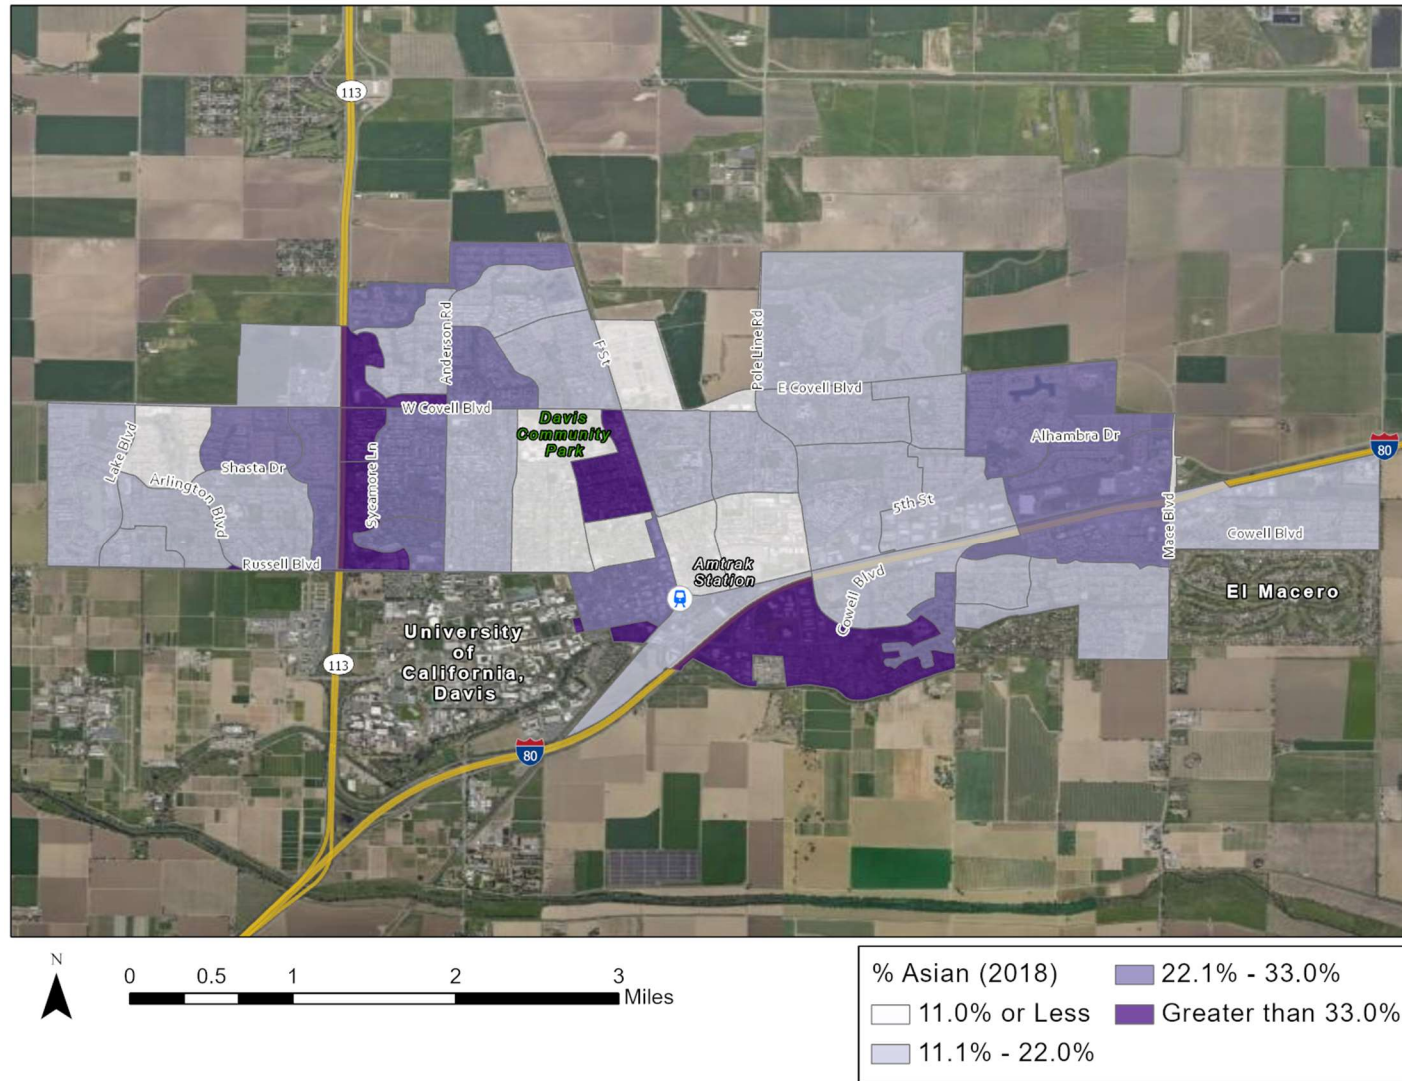 113
Anderson Rd
F St
Pole Line Rd
E Covell Blvd
W Covell Blvd
Davis
Community
Park
Lake Blvd
Shasta Dr
Arlington Blvd
Sycamore Ln
Alhambra Dr
80
5th St
Mace Blvd
Cowell Blvd
Russell Blvd
Amtrak
Station
Cowell Blvd
El Macero
University
of
California,
Davis
113
80
N
0 0.5 1 2 3
Miles
% Asian (2018)
11.0% or Less
11.1% - 22.0%
22.1% - 33.0%
Greater than 33.0%